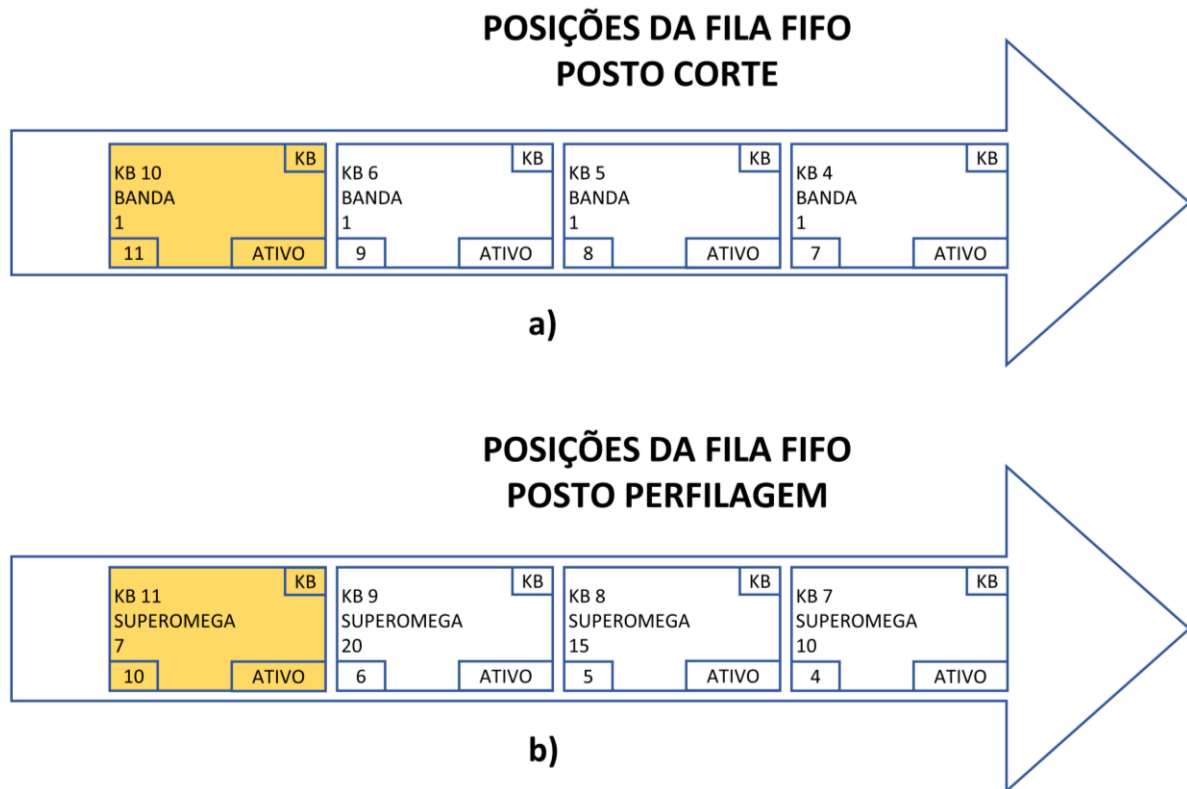 POSIÇÕES DA FILA FIFO
POSTO CORTE
KB
KB 10
BANDA
1
11
ATIVO
KB
KB 6
BANDA
1
9
ATIVO
KB
KB 5
BANDA
1
8
ATIVO
KB
KB 4
BANDA
1
7
ATIVO
a)
POSIÇÕES DA FILA FIFO
POSTO PERFILAGEM
KB
KB 11
SUPEROMEGA
7
10
ATIVO
KB
KB 9
SUPEROMEGA
20
6
ATIVO
KB
KB 8
SUPEROMEGA
15
5
ATIVO
KB
KB 7
SUPEROMEGA
10
4
ATIVO
b)